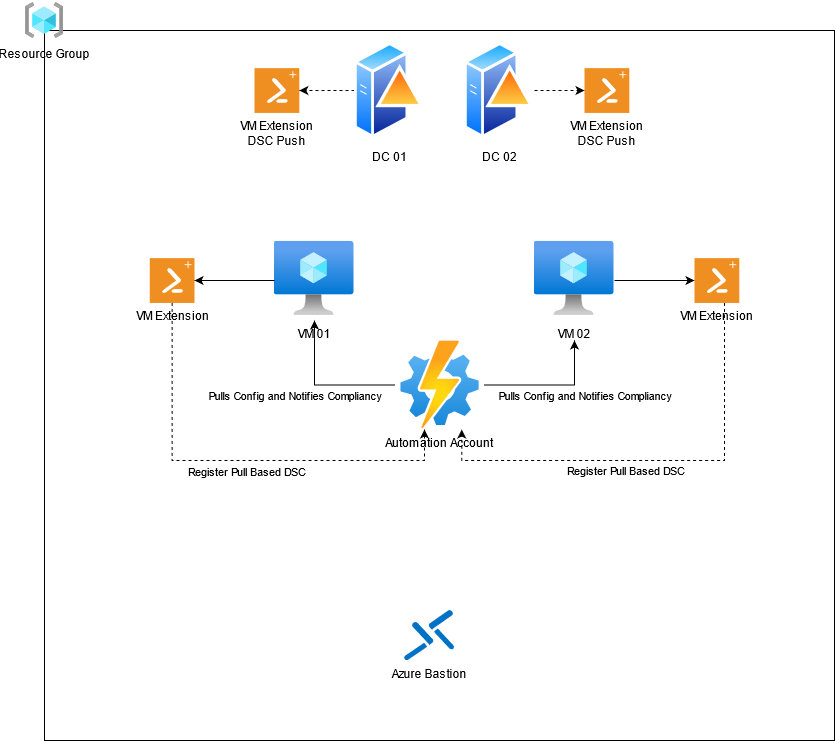 Resource Group
VM Extension
DSC Push
VM Extension
DSC Push
DC 01
DC 02
VM Extension
VM 01
VM 02
VM Extension
Pulls Config and Notifies Compliancy
Pulls Config and Notifies Compliancy
Automation Account
Register Pull Based DSC
Register Pull Based DSC
Azure Bastion